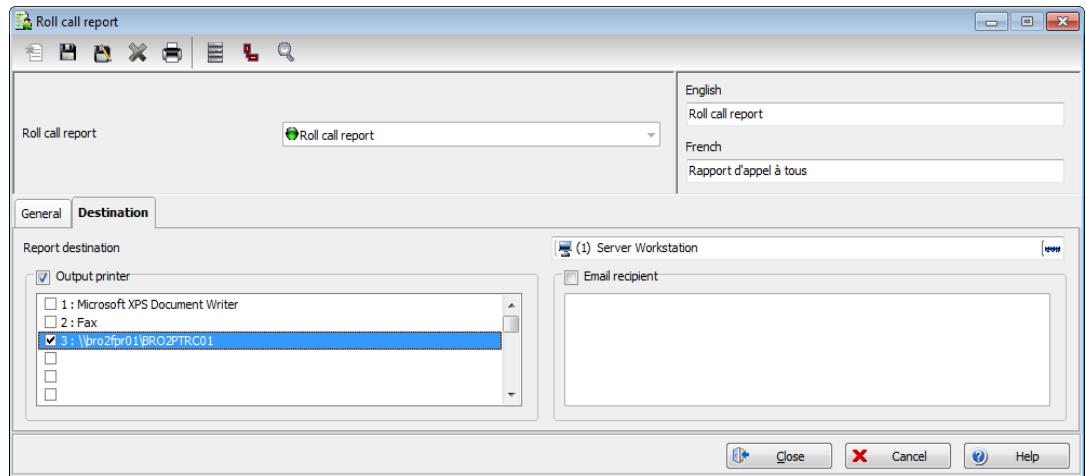 Roll call report
English
Roll call report
Roll call report
Roll call report
French
Rapport d'appel à tous
General
Destination
Report destination
(1) Server Workstation
Output printer
Email recipient
1 : Microsoft XPS Document Writer
2 : Fax
3 : \\bro2fpr01\BRO2PTRC01
Close
Cancel
Help